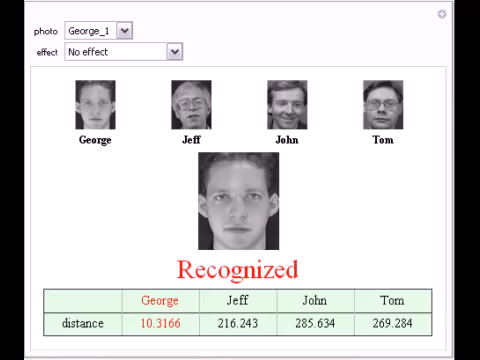 photo George_1
effect No effect
George Jeff John Tom
Recognized
George Jeff John Tom
distance 10.3166 216.243 285.634 269.284